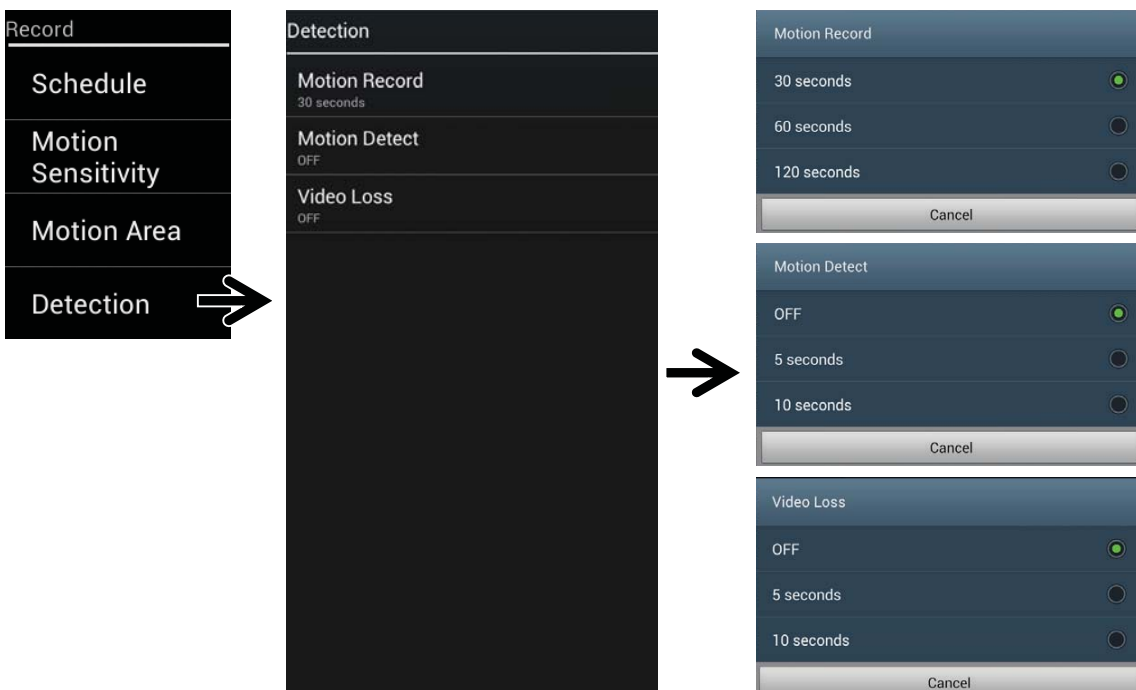 Record
Schedule
Motion
Sensitivity
Motion Area
Detection
Detection
Motion Record
30 seconds
Motion Detect
OFF
Video Loss
OFF
Motion Record
30 seconds
60 seconds
120 seconds
Cancel
Motion Detect
OFF
5 seconds
10 seconds
Cancel
Video Loss
OFF
5 seconds
10 seconds
Cancel